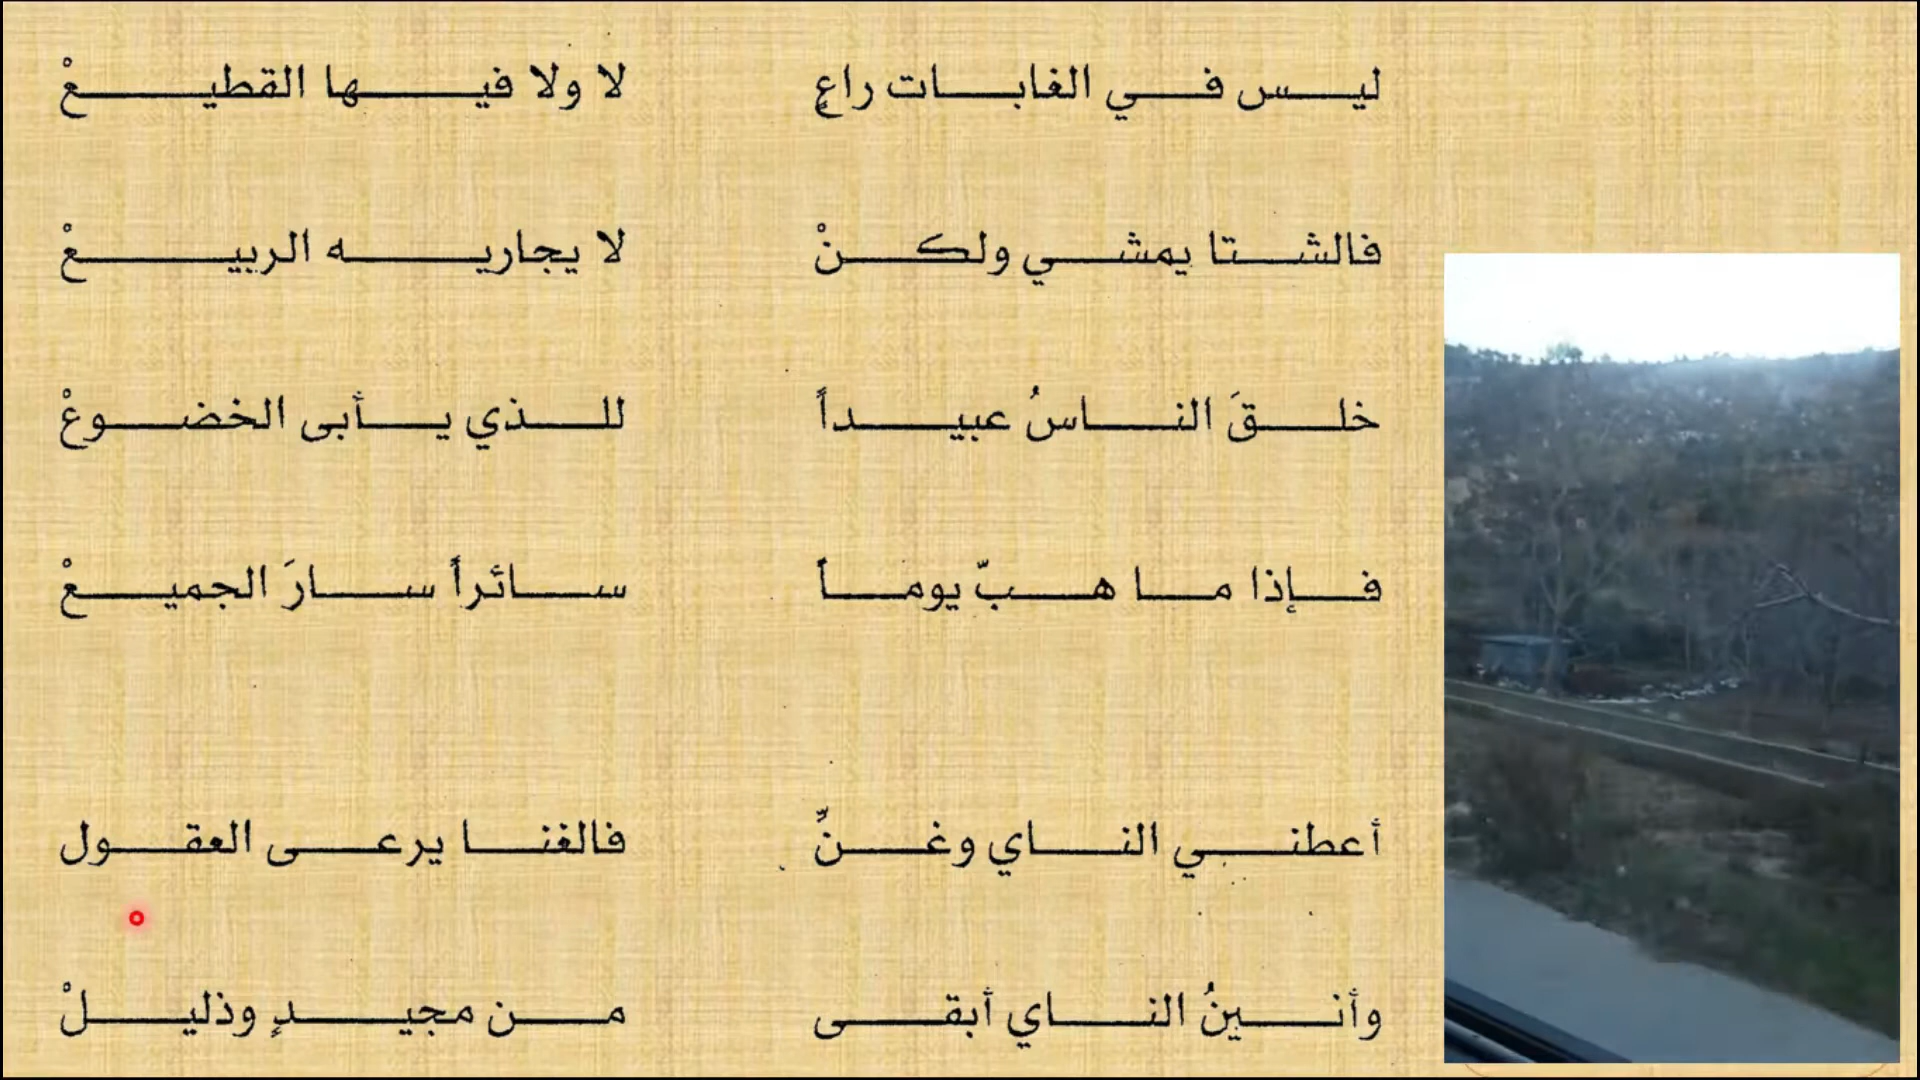 ليس في الغابات راعٍ لا ولا فيها القطيعْ
فالشتا يمشي ولكنْ لا يجاريه الربيعْ
خلقَ الناسُ عبيداً للذي يأبى الخضوعْ
فإذا ما هبّ يوماً سائراً سارَ الجميعْ
أعطني الناي وغنِّ فالغنا يرعى العقول
وأنينُ الناي أبقى من مجيدٍ وذليلْ